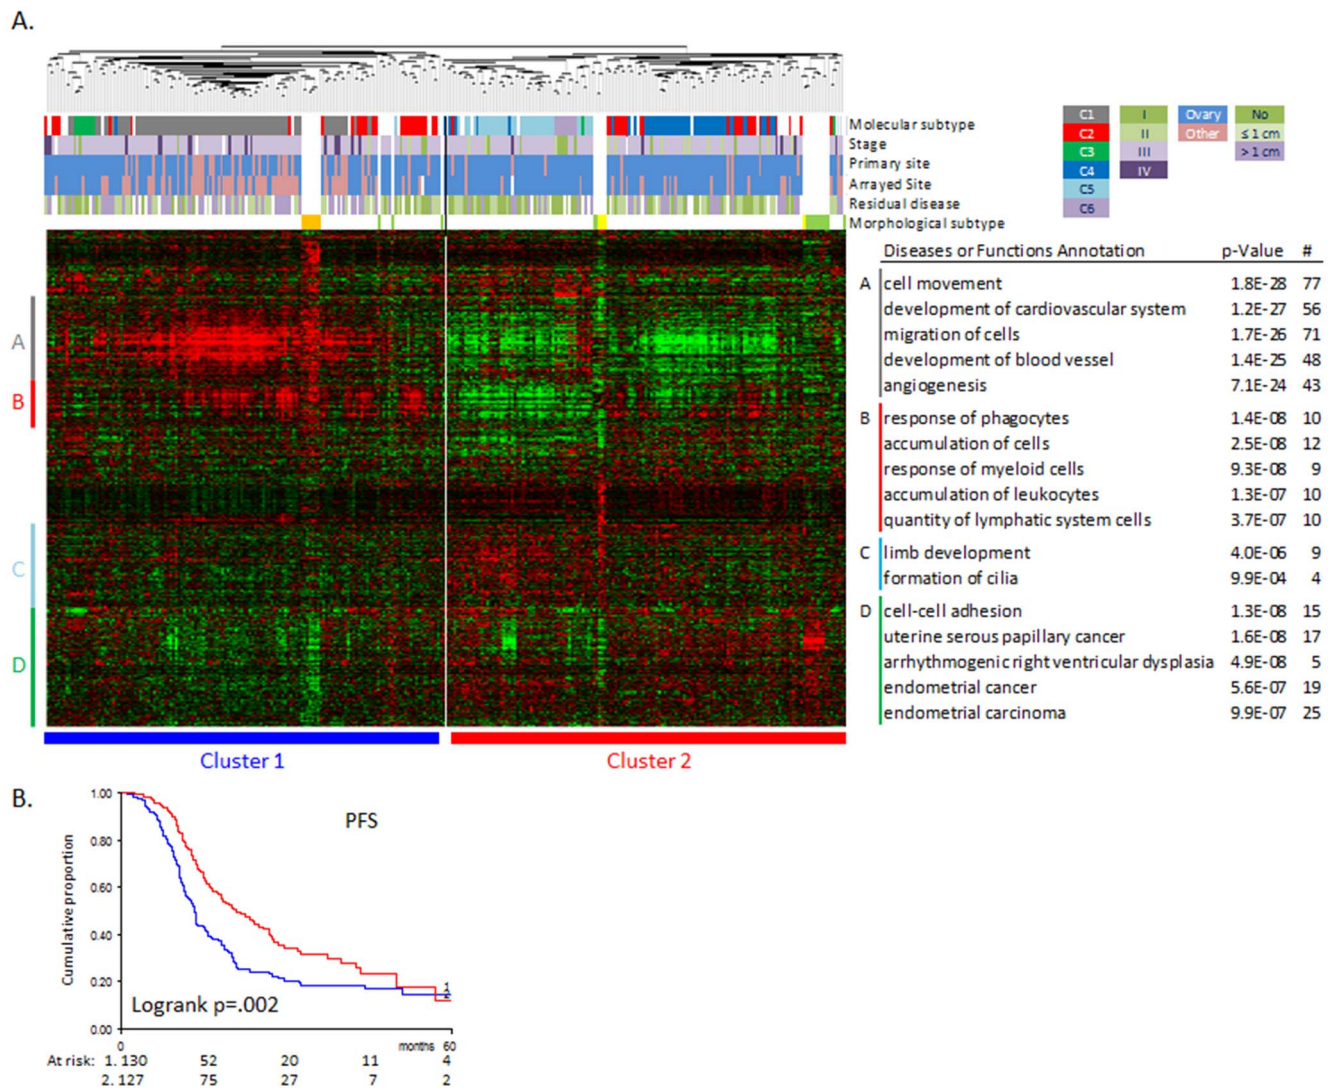 A.
Molecular subtype
Stage
Primary site
Arrayed Site
Residual disease
Morphological subtype
C1 I Ovary No
C2 II Other ≤ 1 cm
C3 III > 1 cm
C4 IV
C5
C6
Diseases or Functions Annotation p-Value #
A cell movement 1.8E-28 77
development of cardiovascular system 1.2E-27 56
migration of cells 1.7E-26 71
development of blood vessel 1.4E-25 48
angiogenesis 7.1E-24 43
B response of phagocytes 1.4E-08 10
accumulation of cells 2.5E-08 12
response of myeloid cells 9.3E-08 9
accumulation of leukocytes 1.3E-07 10
quantity of lymphatic system cells 3.7E-07 10
C limb development 4.0E-06 9
formation of cilia 9.9E-04 4
D cell-cell adhesion 1.3E-08 15
uterine serous papillary cancer 1.6E-08 17
arrhythmogenic right ventricular dysplasia 4.9E-08 5
endometrial cancer 5.6E-07 19
endometrial carcinoma 9.9E-07 25
A
B
C
D
Cluster 1 Cluster 2
B.
PFS
Cumulative proportion
1.00
0.80
0.60
0.40
0.20
0.00
1
2
Logrank p=.002
0 months 60
At risk: 1. 130 52 20 11 4
2. 127 75 27 7 2